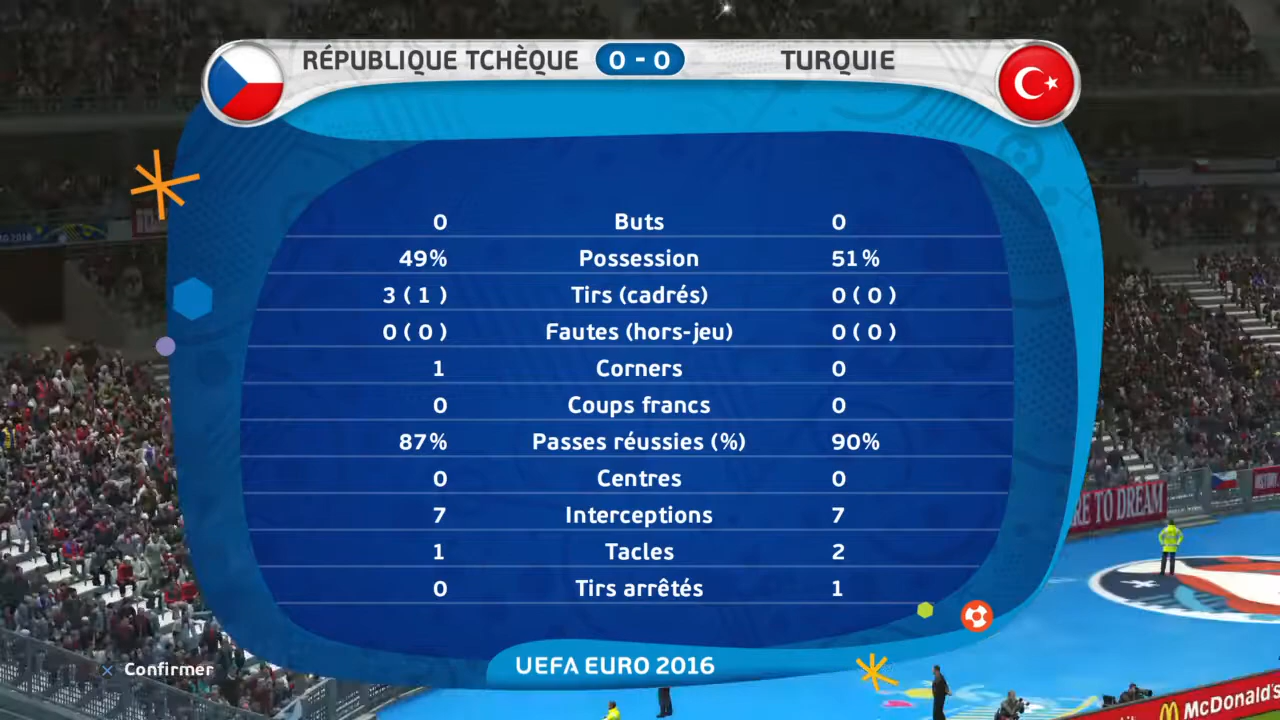 RÉPUBLIQUE TCHÈQUE 0 - 0 TURQUIE
0 Buts 0
49% Possession 51%
3 ( 1 ) Tirs (cadrés) 0 ( 0 )
0 ( 0 ) Fautes (hors-jeu) 0 ( 0 )
1 Corners 0
0 Coups francs 0
87% Passes réussies (%) 90%
0 Centres 0
7 Interceptions 7
1 Tacles 2
0 Tirs arrêtés 1
RE TO DREAM
Confirmer
UEFA EURO 2016
McDonald's